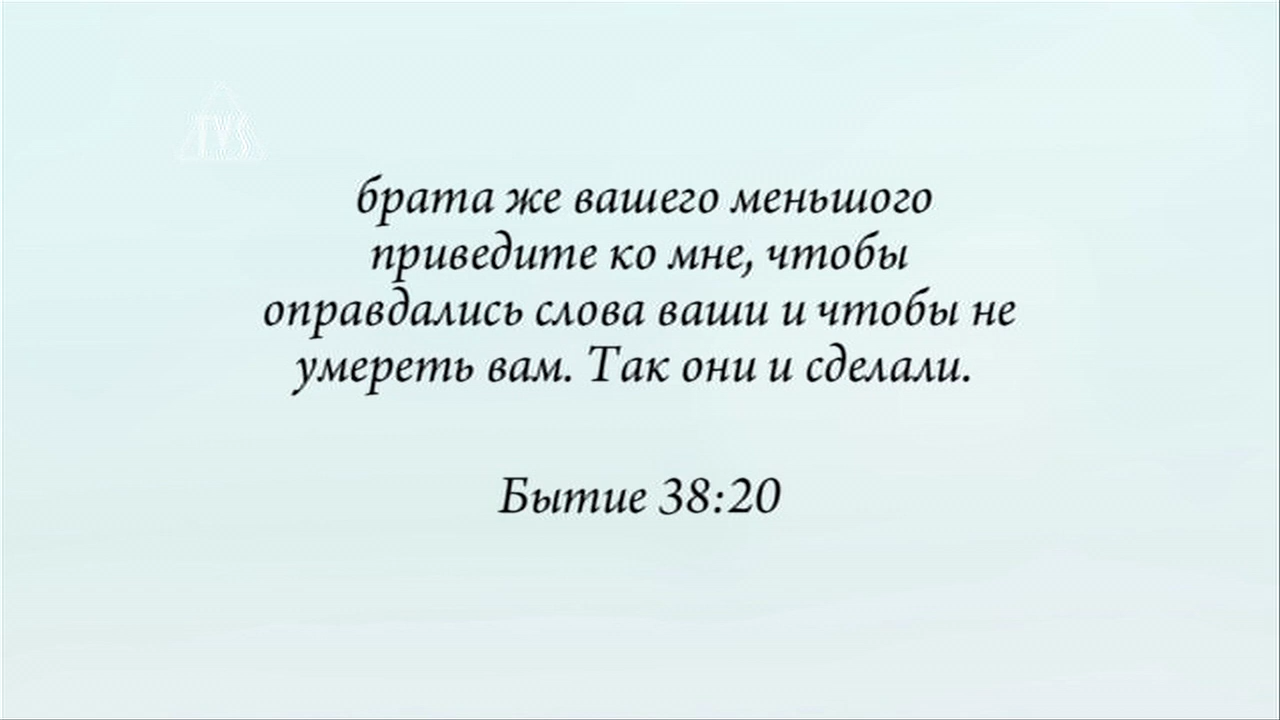 TVS
брата же вашего меньшого
приведите ко мне, чтобы
оправдались слова ваши и чтобы не
умереть вам. Так они и сделали.
Бытие 38:20